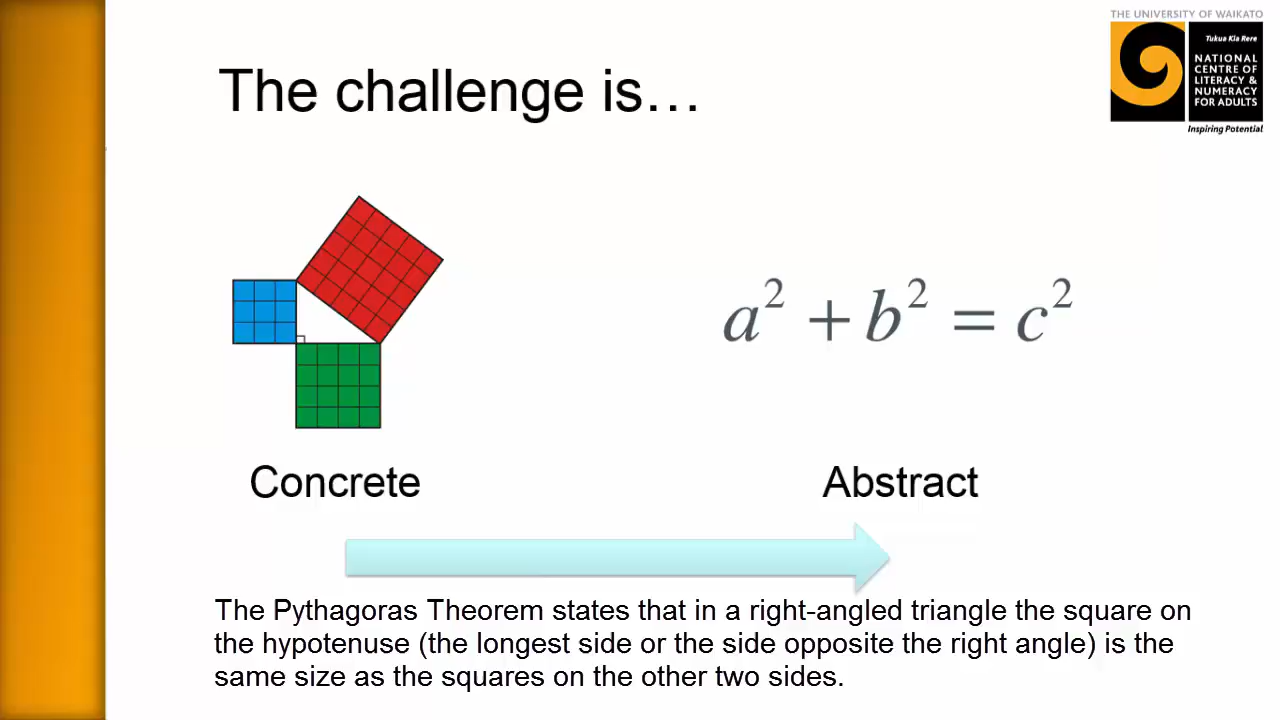 THE UNIVERSITY OF WAIKATO
Tukua Kia Rere
NATIONAL
CENTRE OF
LITERACY &
NUMERACY
FOR ADULTS
Inspiring Potential
The challenge is…
a² + b² = c²
Concrete
Abstract
The Pythagoras Theorem states that in a right-angled triangle the square on
the hypotenuse (the longest side or the side opposite the right angle) is the
same size as the squares on the other two sides.